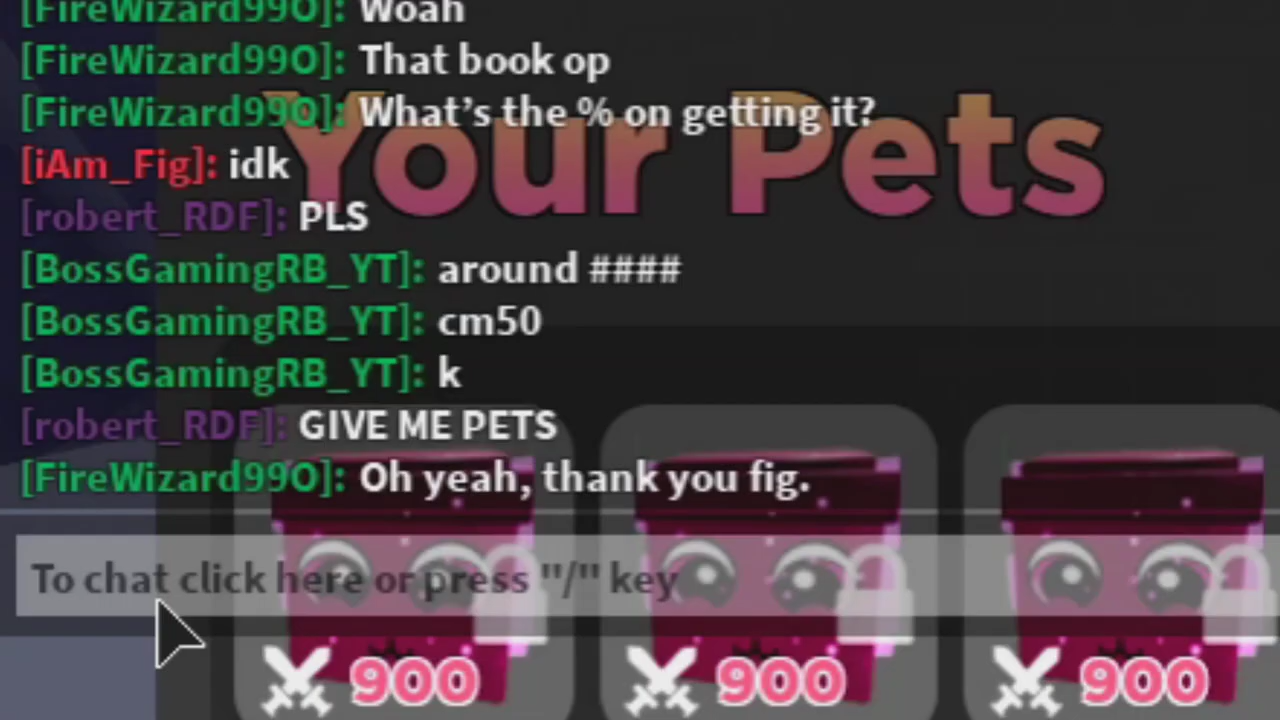 [FireWizard99O]: Woah
[FireWizard99O]: That book op
[FireWizard99O]: What’s the % on getting it?
Your Pets
[iAm_Fig]: idk
[robert_RDF]: PLS
[BossGamingRB_YT]: around ####
[BossGamingRB_YT]: cm50
[BossGamingRB_YT]: k
[robert_RDF]: GIVE ME PETS
[FireWizard99O]: Oh yeah, thank you fig.
To chat click here or press "/" key
900 900 900